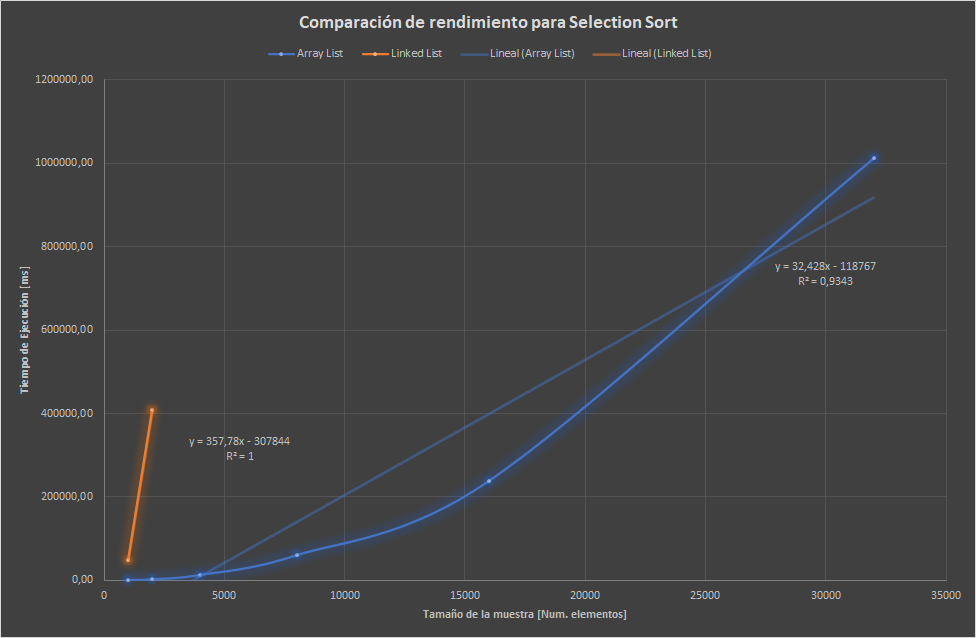 Comparación de rendimiento para Selection Sort
Array List Linked List Lineal (Array List) Lineal (Linked List)
1200000,00
1000000,00
800000,00
600000,00
400000,00
200000,00
0,00
Tiempo de Ejecución [ms]
y = 32,428x - 118767
R² = 0,9343
y = 357,78x - 307844
R² = 1
0 5000 10000 15000 20000 25000 30000 35000
Tamaño de la muestra [Num. elementos]